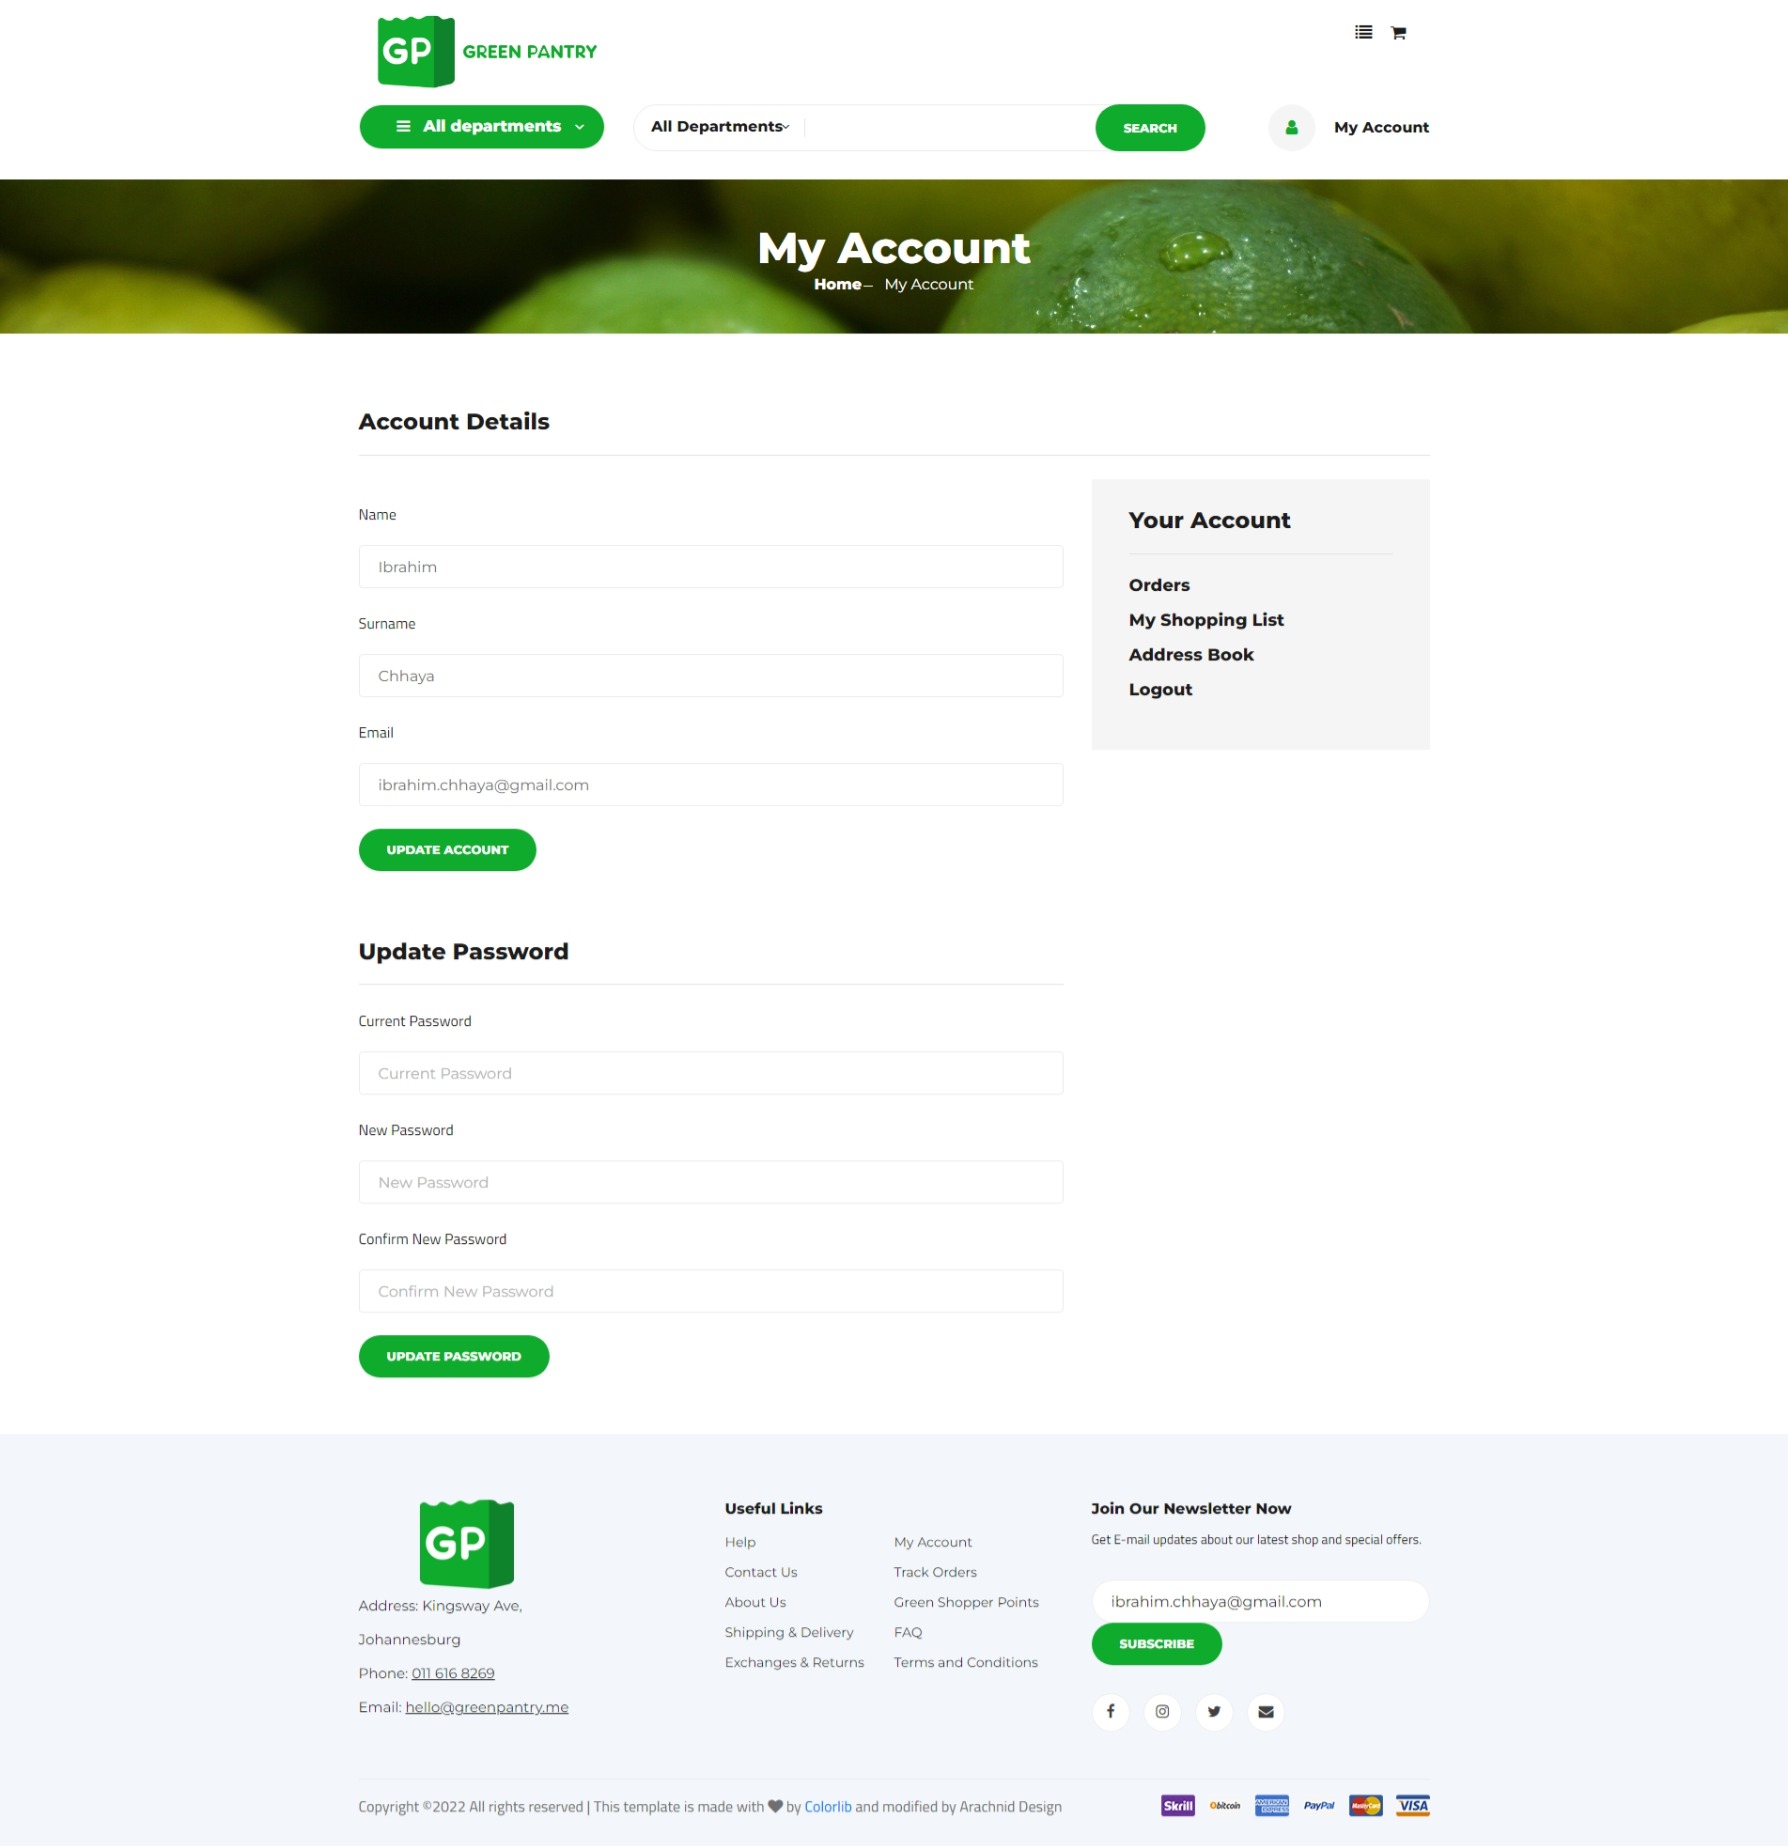 GP GREEN PANTRY
All departments
All Departments
SEARCH
My Account
My Account
Home – My Account
Account Details
Name
Ibrahim
Surname
Chhaya
Email
ibrahim.chhaya@gmail.com
UPDATE ACCOUNT
Your Account
Orders
My Shopping List
Address Book
Logout
Update Password
Current Password
Current Password
New Password
New Password
Confirm New Password
Confirm New Password
UPDATE PASSWORD
GP
Address: Kingsway Ave,
Johannesburg
Phone: 011 616 8269
Email: hello@greenpantry.me
Useful Links
Help
Contact Us
About Us
Shipping & Delivery
Exchanges & Returns
My Account
Track Orders
Green Shopper Points
FAQ
Terms and Conditions
Join Our Newsletter Now
Get E-mail updates about our latest shop and special offers.
ibrahim.chhaya@gmail.com
SUBSCRIBE
Copyright ©2022 All rights reserved | This template is made with ♥ by Colorlib and modified by Arachnid Design
Skrill bitcoin AMERICAN EXPRESS PayPal MasterCard VISA